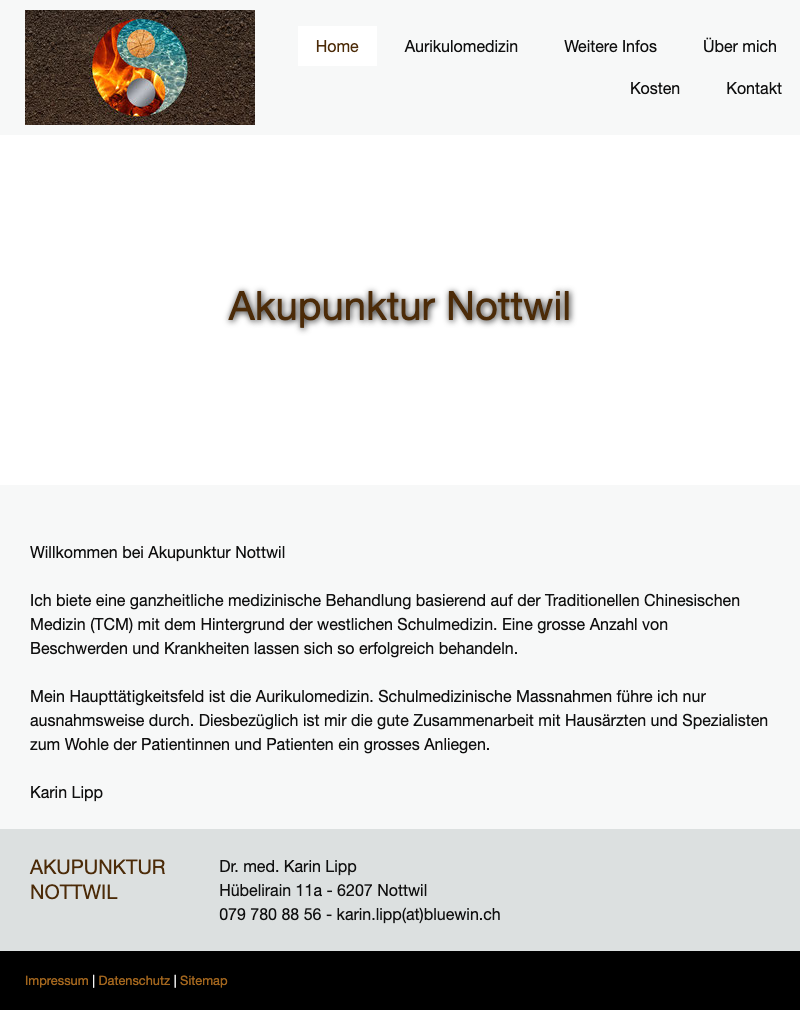 Home Aurikulomedizin Weitere Infos Über mich
Kosten Kontakt
Akupunktur Nottwil
Willkommen bei Akupunktur Nottwil
Ich biete eine ganzheitliche medizinische Behandlung basierend auf der Traditionellen Chinesischen
Medizin (TCM) mit dem Hintergrund der westlichen Schulmedizin. Eine grosse Anzahl von
Beschwerden und Krankheiten lassen sich so erfolgreich behandeln.
Mein Haupttätigkeitsfeld ist die Aurikulomedizin. Schulmedizinische Massnahmen führe ich nur
ausnahmsweise durch. Diesbezüglich ist mir die gute Zusammenarbeit mit Hausärzten und Spezialisten
zum Wohle der Patientinnen und Patienten ein grosses Anliegen.
Karin Lipp
AKUPUNKTUR
NOTTWIL
Dr. med. Karin Lipp
Hübelirain 11a - 6207 Nottwil
079 780 88 56 - karin.lipp(at)bluewin.ch
Impressum | Datenschutz | Sitemap